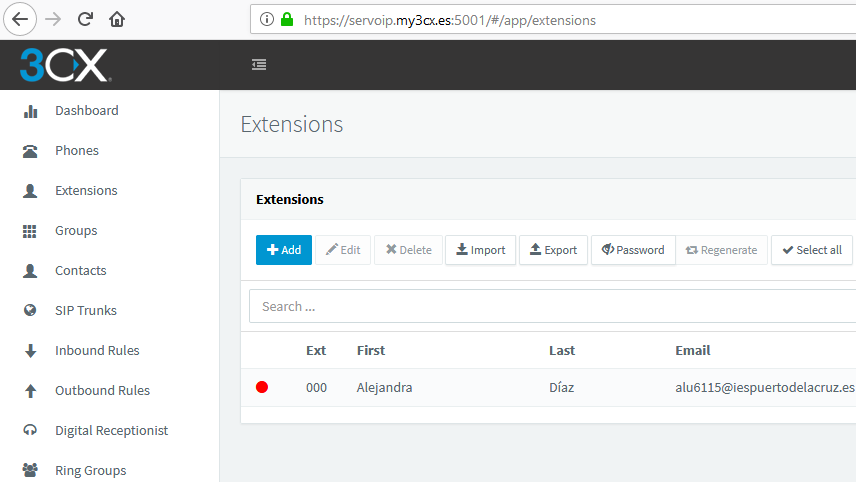 https://servoip.my3cx.es:5001/#/app/extensions
3CX
Dashboard
Phones
Extensions
Groups
Contacts
SIP Trunks
Inbound Rules
Outbound Rules
Digital Receptionist
Ring Groups
Extensions
Extensions
Add Edit Delete Import Export Password Regenerate Select all
Search ...
Ext First Last Email
000 Alejandra Díaz alu6115@iespuertodelacruz.es